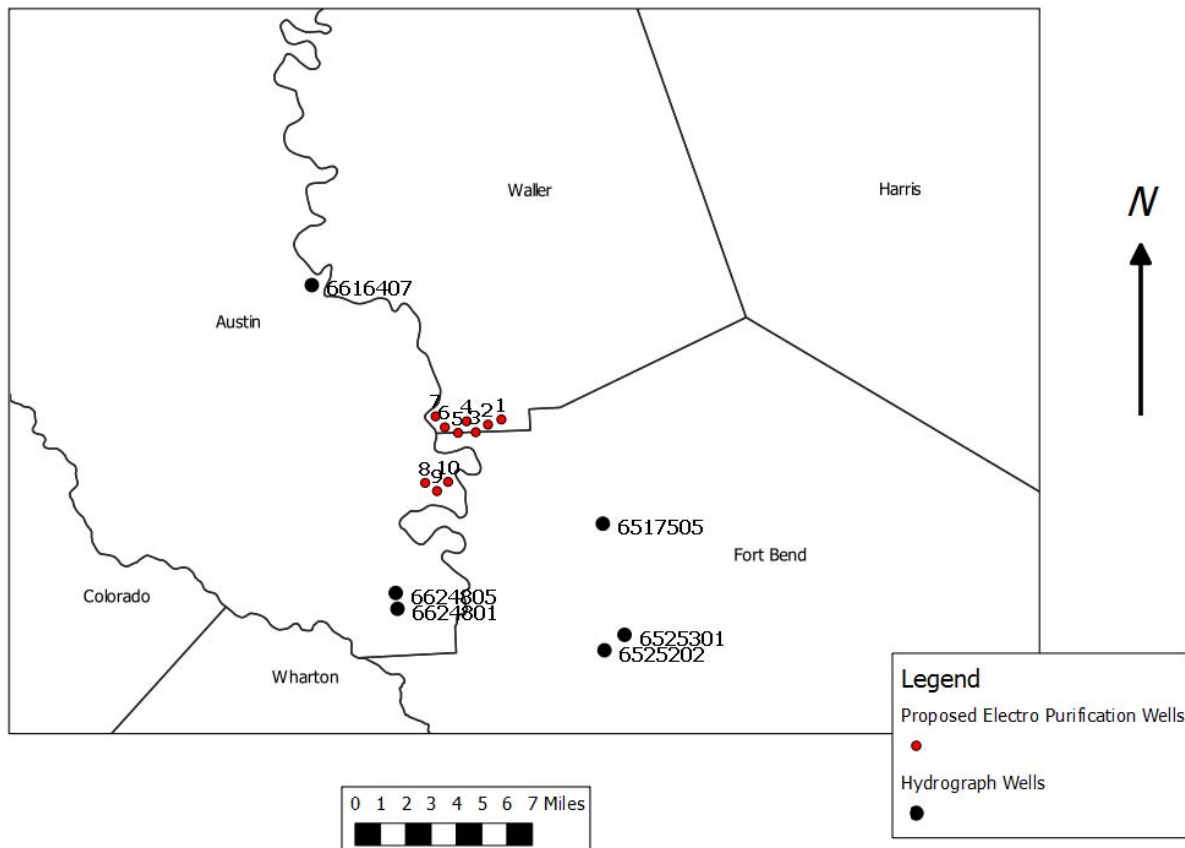 Waller
Harris
N
6616407
Austin
7
4
1
6
2
5
3
8
10
9
6517505
Fort Bend
Colorado
6624805
6624801
6525301
6525202
Wharton
Legend
Proposed Electro Purification Wells
Hydrograph Wells
0 1 2 3 4 5 6 7 Miles